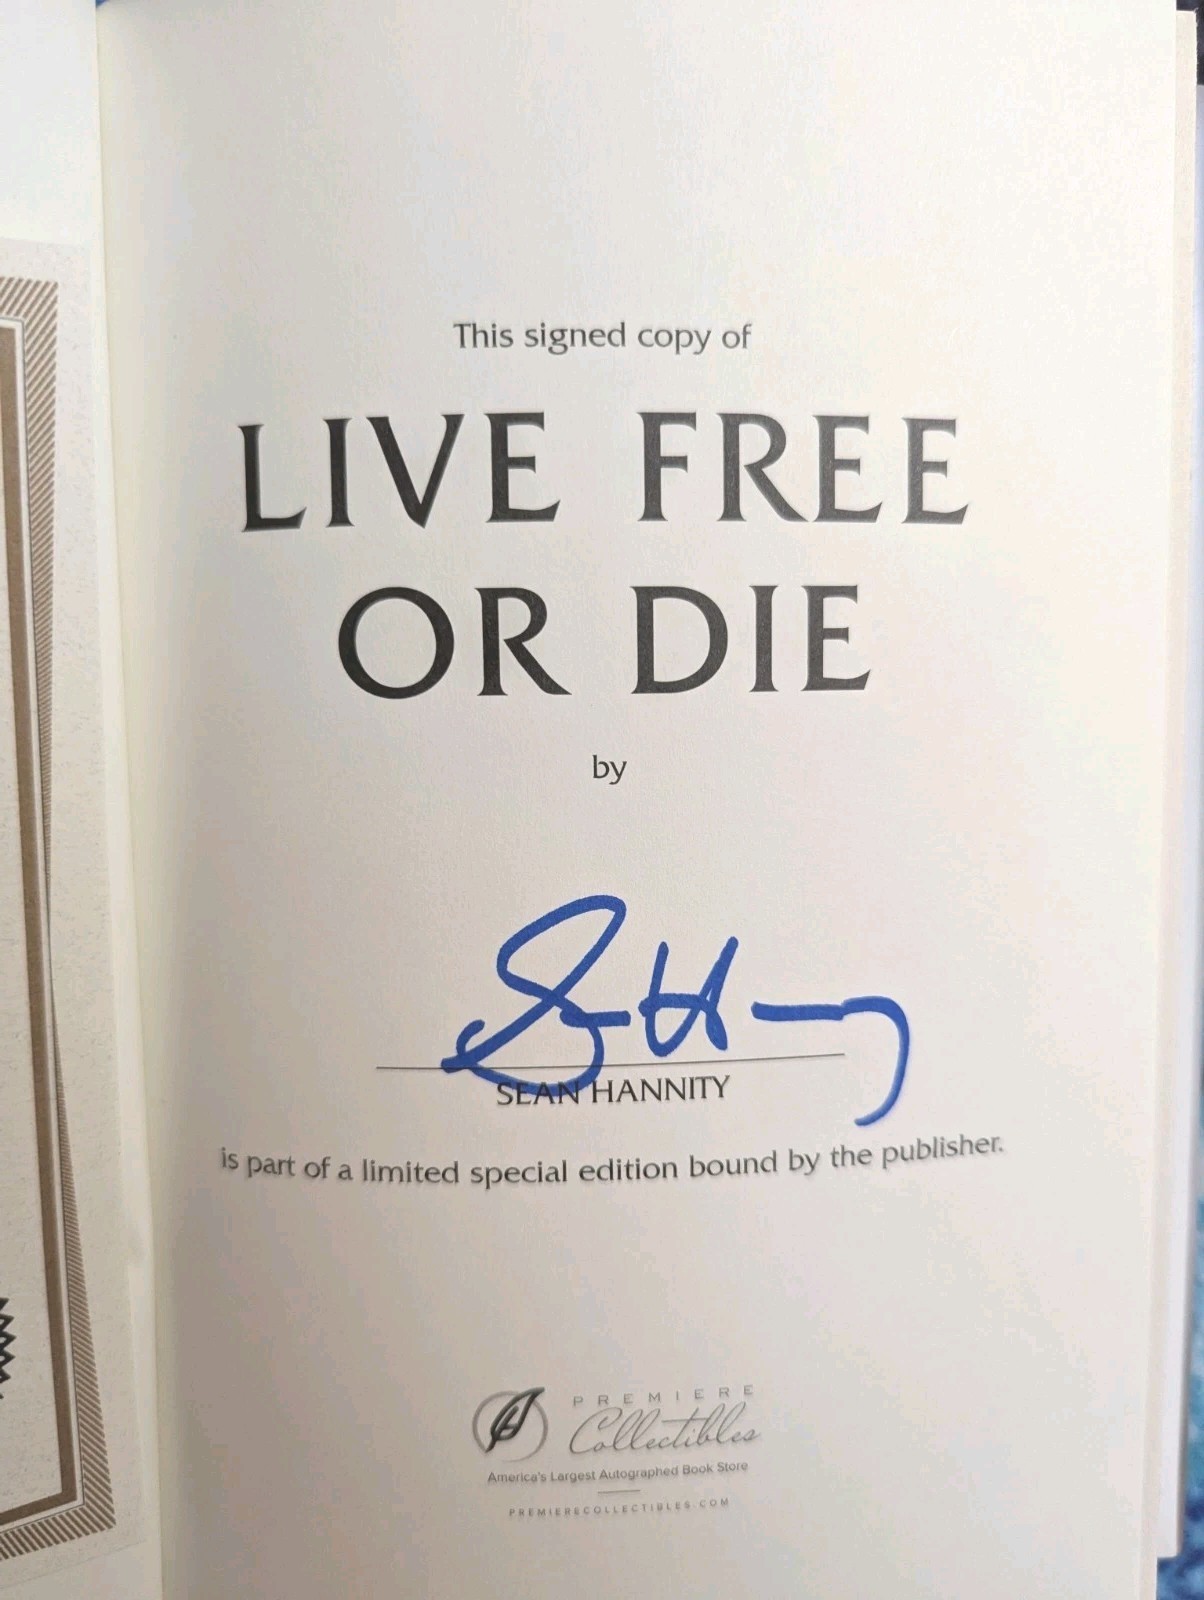 This signed copy of
LIVE FREE
OR DIE
by
SEAN HANNITY
is part of a limited special edition bound by the publisher.
PREMIERE
Collectibles
America's Largest Autographed Book Store
PREMIERECOLLECTIBLES.COM